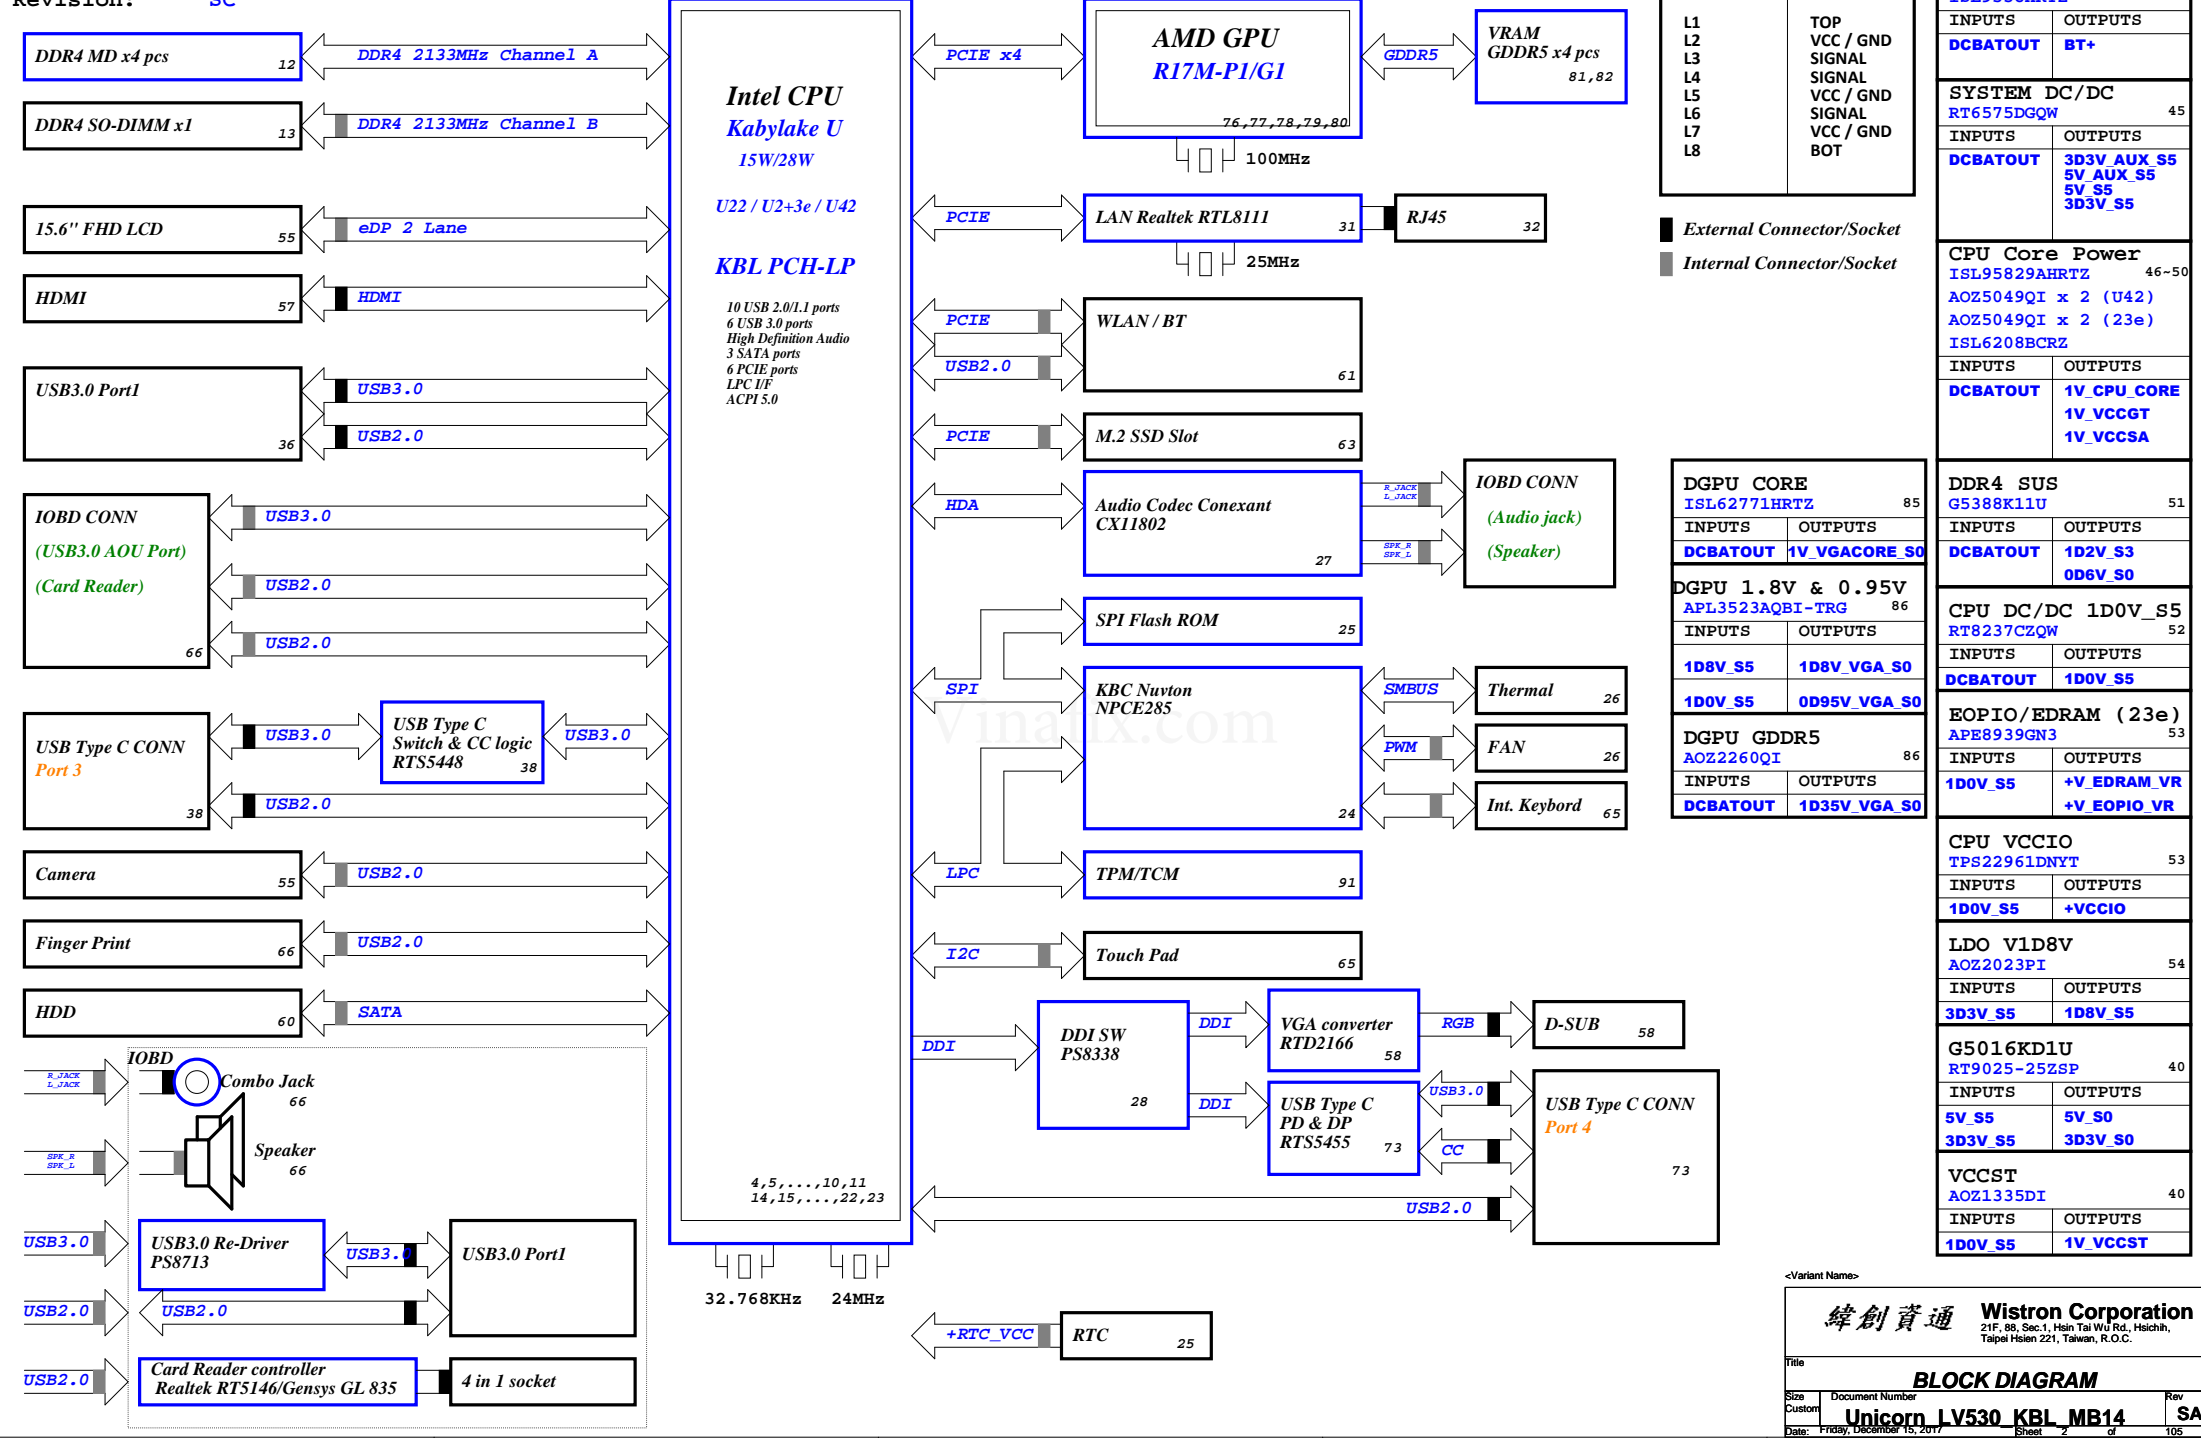 Revision: SC
DDR4 MD x4 pcs
12
DDR4 2133MHz Channel A
DDR4 SO-DIMM x1
13
DDR4 2133MHz Channel B
15.6" FHD LCD
55
eDP 2 Lane
HDMI
57
HDMI
USB3.0 Port1
36
USB3.0
USB2.0
IOBD CONN
(USB3.0 AOU Port)
(Card Reader)
66
USB3.0
USB2.0
USB2.0
USB Type C CONN
Port 3
38
USB3.0
USB Type C
Switch & CC logic
RTS5448
38
USB3.0
USB2.0
Camera
55
USB2.0
Finger Print
66
USB2.0
HDD
60
SATA
IOBD
R_JACK
L_JACK
Combo Jack
66
SPK_R
SPK_L
Speaker
66
USB3.0
USB3.0 Re-Driver
PS8713
USB3.0
USB3.0 Port1
USB2.0
USB2.0
USB2.0
Card Reader controller
Realtek RT5146/Gensys GL 835
4 in 1 socket
Intel CPU
Kabylake U
15W/28W
U22 / U2+3e / U42
KBL PCH-LP
10 USB 2.0/1.1 ports
6 USB 3.0 ports
High Definition Audio
3 SATA ports
6 PCIE ports
LPC I/F
ACPI 5.0
4,5,...,10,11
14,15,...,22,23
32.768KHz
24MHz
PCIE x4
AMD GPU
R17M-P1/G1
76,77,78,79,80
100MHz
GDDR5
VRAM
GDDR5 x4 pcs
81,82
PCIE
LAN Realtek RTL8111
31
25MHz
RJ45
32
PCIE
USB2.0
WLAN / BT
61
PCIE
M.2 SSD Slot
63
HDA
Audio Codec Conexant
CX11802
27
R_JACK
L_JACK
SPK_R
SPK_L
IOBD CONN
(Audio jack)
(Speaker)
SPI
SPI Flash ROM
25
KBC Nuvton
NPCE285
24
SMBUS
Thermal
26
PWM
FAN
26
Int. Keybord
65
LPC
TPM/TCM
91
I2C
Touch Pad
65
DDI
DDI SW
PS8338
28
DDI
VGA converter
RTD2166
58
RGB
D-SUB
58
DDI
USB Type C
PD & DP
RTS5455
73
USB3.0
CC
USB Type C CONN
Port 4
73
USB2.0
+RTC_VCC
RTC
25
Vinafix.com
L1 TOP
L2 VCC / GND
L3 SIGNAL
L4 SIGNAL
L5 VCC / GND
L6 SIGNAL
L7 VCC / GND
L8 BOT
External Connector/Socket
Internal Connector/Socket
DGPU CORE
ISL62771HRTZ 85
INPUTS OUTPUTS
DCBATOUT 1V_VGACORE_S0
DGPU 1.8V & 0.95V
APL3523AQBI-TRG 86
INPUTS OUTPUTS
1D8V_S5 1D8V_VGA_S0
1D0V_S5 0D95V_VGA_S0
DGPU GDDR5
AOZ2260QI 86
INPUTS OUTPUTS
DCBATOUT 1D35V_VGA_S0
INPUTS OUTPUTS
DCBATOUT BT+
SYSTEM DC/DC
RT6575DGQW 45
INPUTS OUTPUTS
DCBATOUT 3D3V_AUX_S5
5V_AUX_S5
5V_S5
3D3V_S5
CPU Core Power
ISL95829AHRTZ 46~50
AOZ5049QI x 2 (U42)
AOZ5049QI x 2 (23e)
ISL6208BCRZ
INPUTS OUTPUTS
DCBATOUT 1V_CPU_CORE
1V_VCCGT
1V_VCCSA
DDR4 SUS
G5388K11U 51
INPUTS OUTPUTS
DCBATOUT 1D2V_S3
0D6V_S0
CPU DC/DC 1D0V_S5
RT8237CZQW 52
INPUTS OUTPUTS
DCBATOUT 1D0V_S5
EOPIO/EDRAM (23e)
APE8939GN3 53
INPUTS OUTPUTS
1D0V_S5 +V_EDRAM_VR
+V_EOPIO_VR
CPU VCCIO
TPS22961DNYT 53
INPUTS OUTPUTS
1D0V_S5 +VCCIO
LDO V1D8V
AOZ2023PI 54
INPUTS OUTPUTS
3D3V_S5 1D8V_S5
G5016KD1U
RT9025-25ZSP 40
INPUTS OUTPUTS
5V_S5 5V_S0
3D3V_S5 3D3V_S0
VCCST
AOZ1335DI 40
INPUTS OUTPUTS
1D0V_S5 1V_VCCST
<Variant Name>
緯創資通 Wistron Corporation
21F, 88, Sec.1, Hsin Tai Wu Rd., Hsichih,
Taipei Hsien 221, Taiwan, R.O.C.
Title
BLOCK DIAGRAM
Size Document Number Rev
Custom Unicorn_LV530_KBL_MB14 SA
Date: Friday, December 15, 2017 Sheet 2 of 105